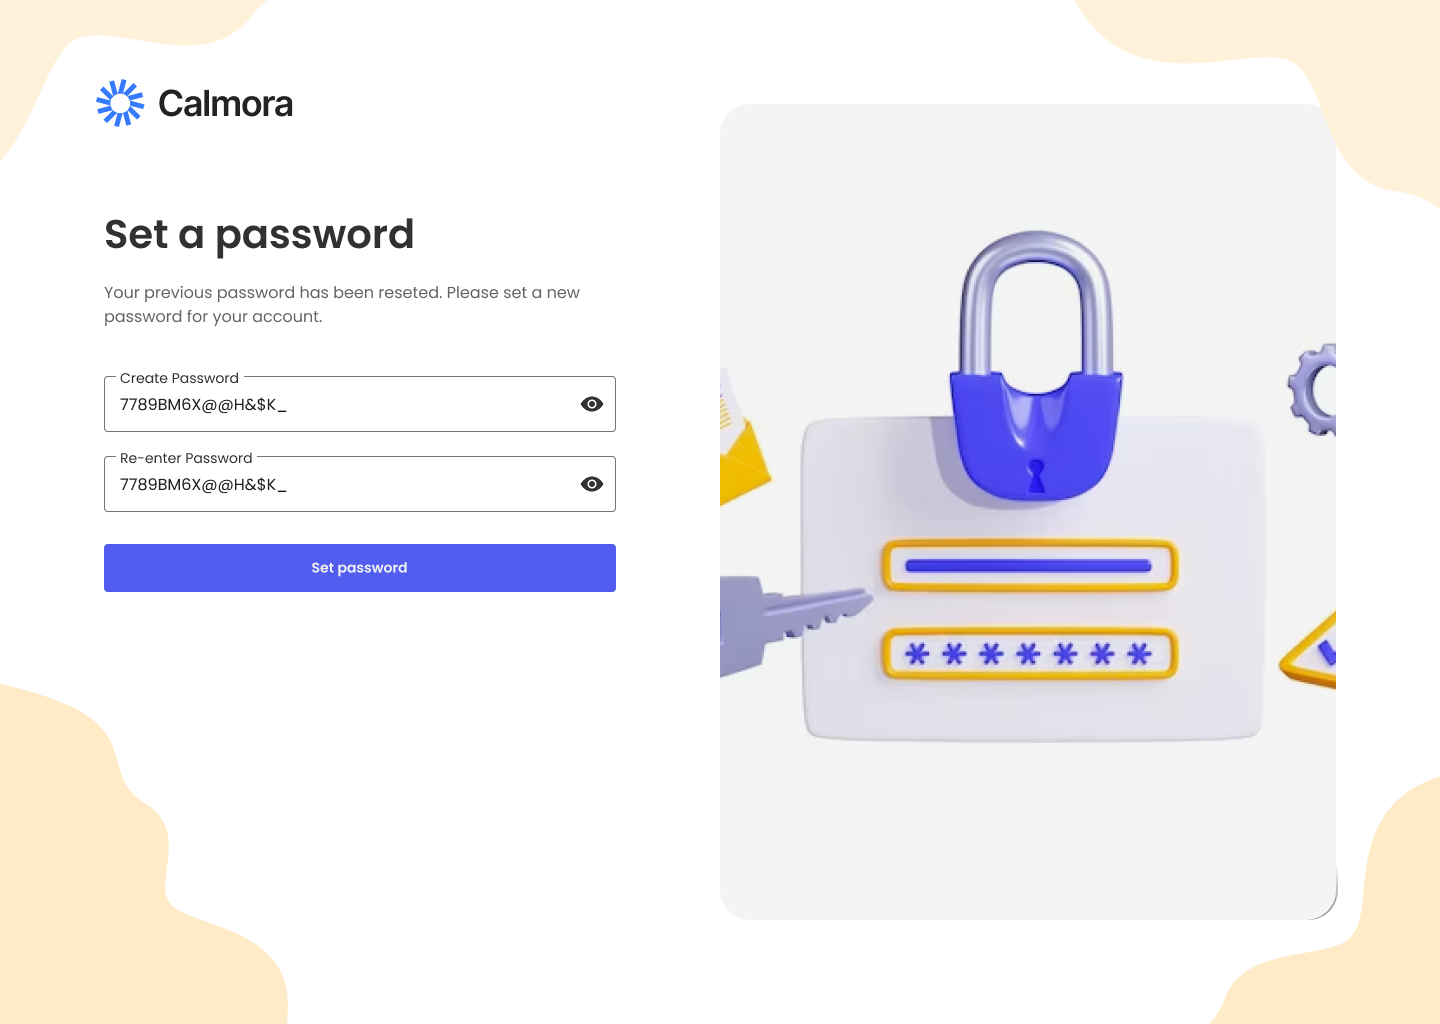 Calmora
Set a password
Your previous password has been reseted. Please set a new
password for your account.
Create Password
7789BM6X@@H&$K_
Re-enter Password
7789BM6X@@H&$K_
Set password
*******